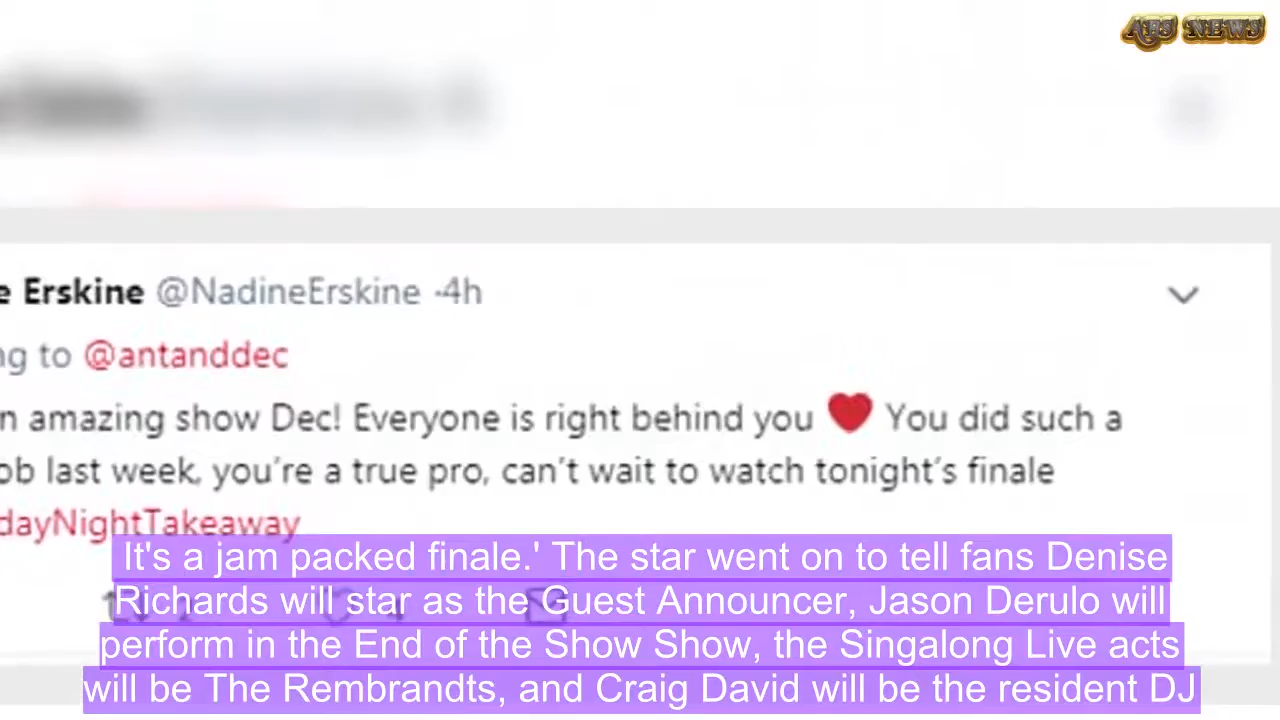 AHS NEWS
e Erskine @NadineErskine · 4h
ng to @antanddec
n amazing show Dec! Everyone is right behind you ❤ You did such a
ob last week, you're a true pro, can't wait to watch tonight's finale
dayNightTakeaway
It's a jam packed finale.' The star went on to tell fans Denise
Richards will star as the Guest Announcer, Jason Derulo will
perform in the End of the Show Show, the Singalong Live acts
will be The Rembrandts, and Craig David will be the resident DJ